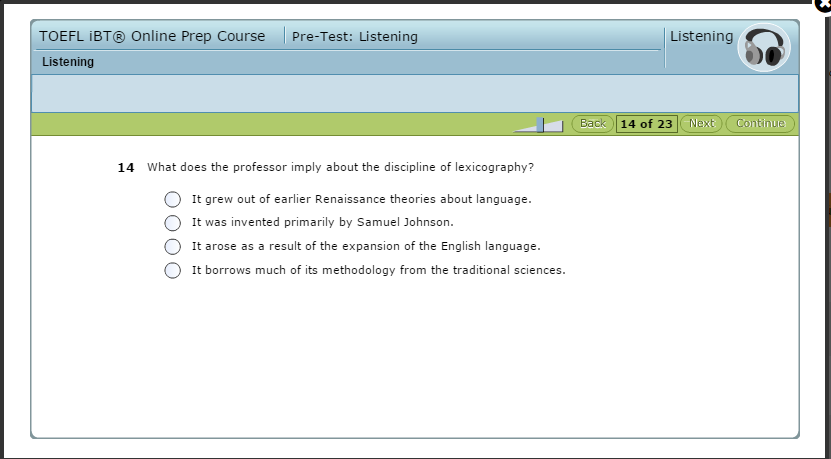 TOEFL iBT® Online Prep Course
Pre-Test: Listening
Listening
Listening
Back
14 of 23
Next
Continue
14 What does the professor imply about the discipline of lexicography?
It grew out of earlier Renaissance theories about language.
It was invented primarily by Samuel Johnson.
It arose as a result of the expansion of the English language.
It borrows much of its methodology from the traditional sciences.